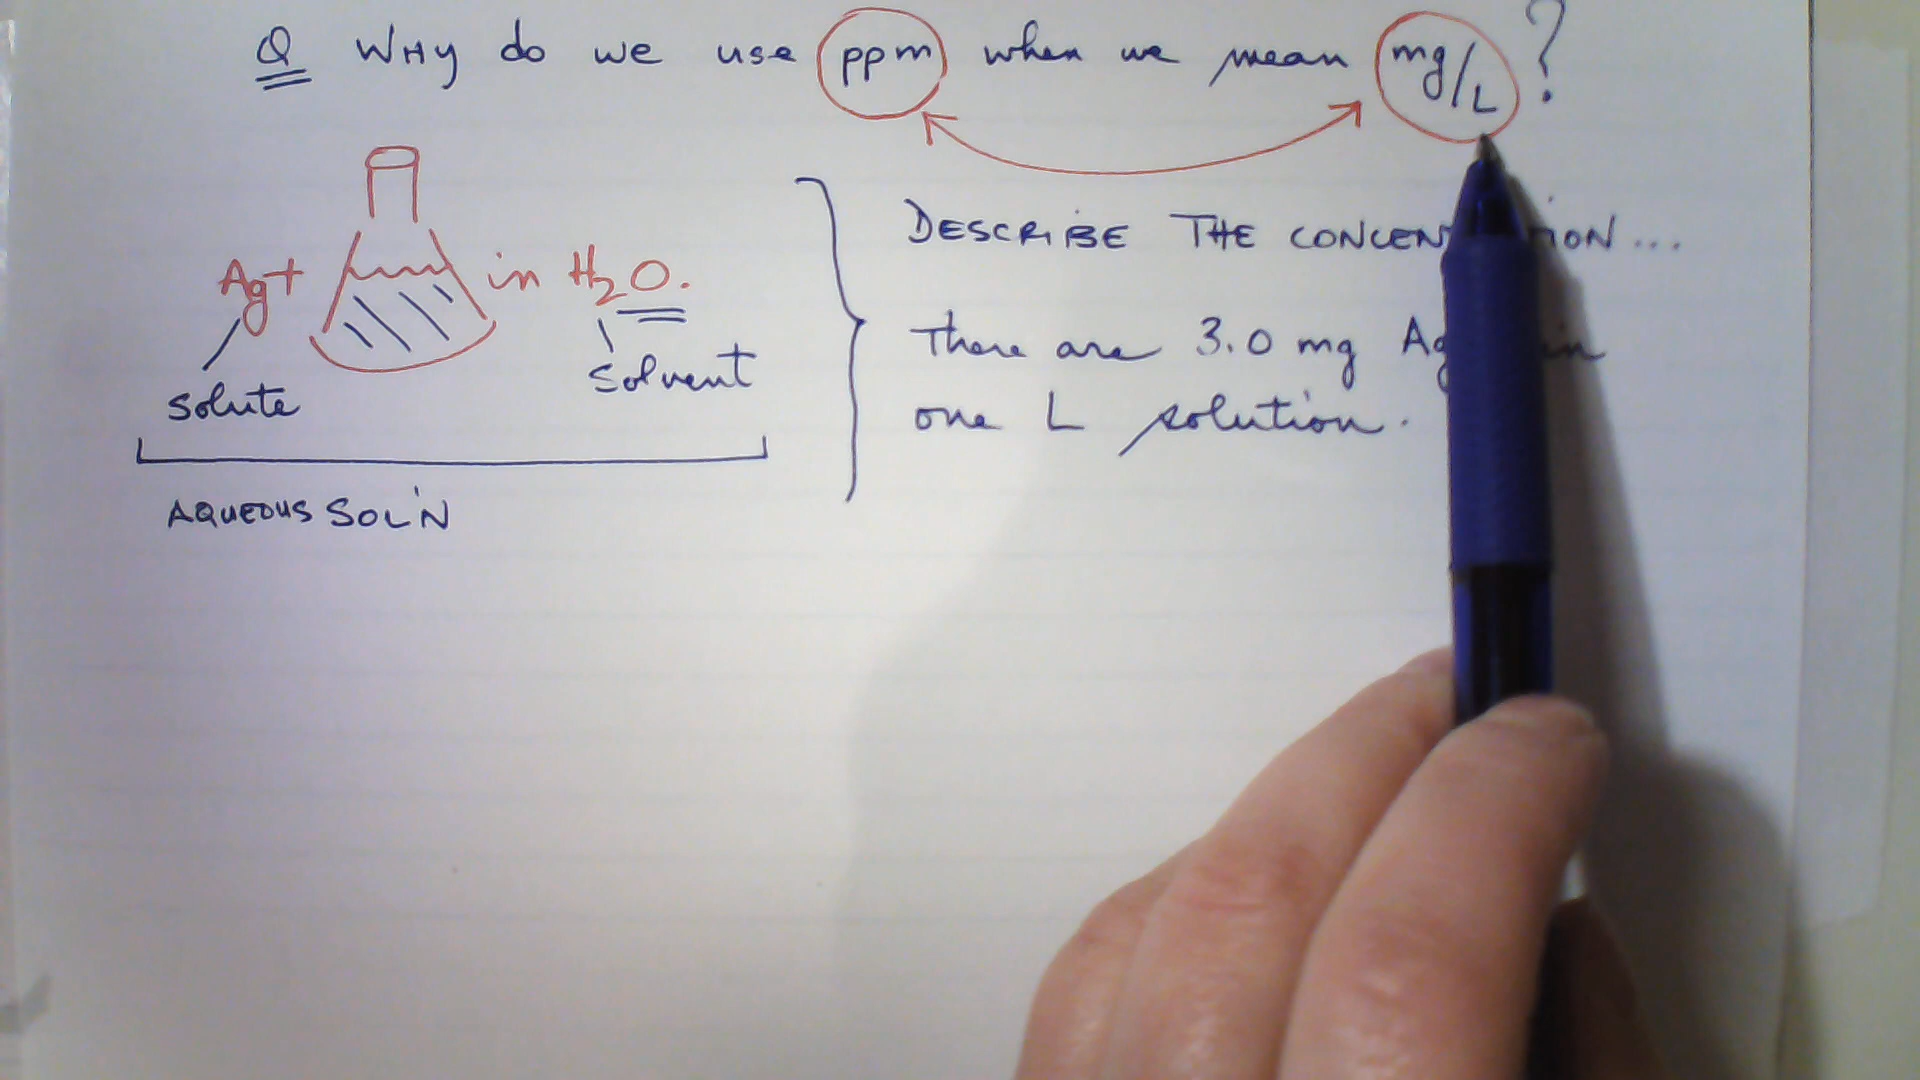 Q Why do we use ppm when we mean mg/L?
Ag+ in H2O.
solute
solvent
AQUEOUS SOL'N
DESCRIBE THE
There are 3.0 mg in
one L solution.